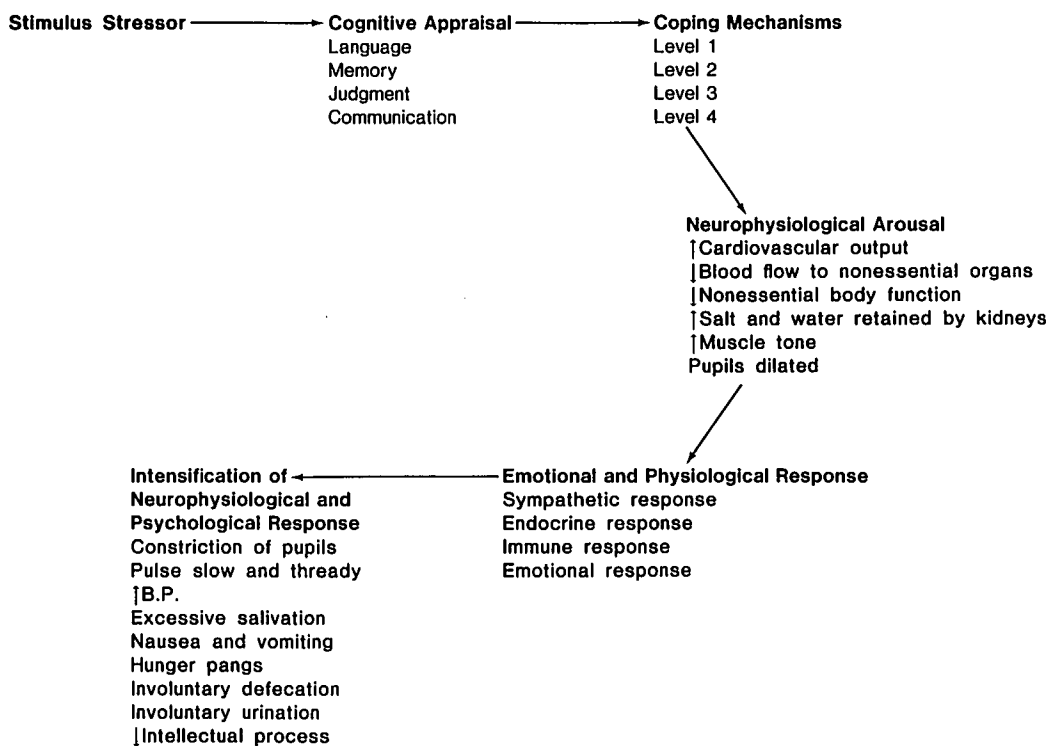 Stimulus Stressor
Cognitive Appraisal
Language
Memory
Judgment
Communication
Coping Mechanisms
Level 1
Level 2
Level 3
Level 4
Neurophysiological Arousal
↑Cardiovascular output
↓Blood flow to nonessential organs
↓Nonessential body function
↑Salt and water retained by kidneys
↑Muscle tone
Pupils dilated
Emotional and Physiological Response
Sympathetic response
Endocrine response
Immune response
Emotional response
Intensification of
Neurophysiological and
Psychological Response
Constriction of pupils
Pulse slow and thready
↑B.P.
Excessive salivation
Nausea and vomiting
Hunger pangs
Involuntary defecation
Involuntary urination
↓Intellectual process